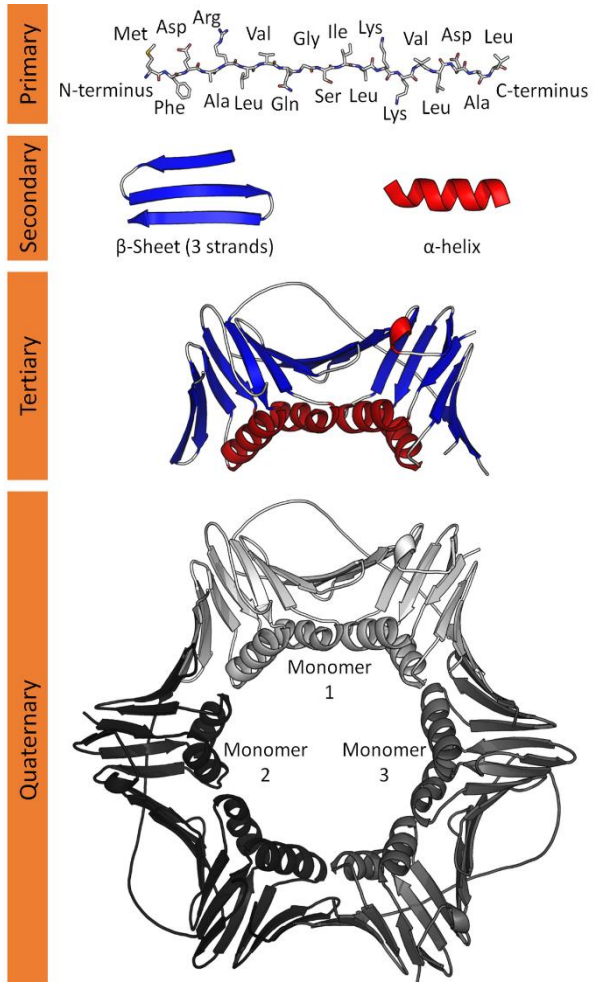 Primary
Met Asp Arg Val Gly Ile Lys Val Asp Leu
N-terminus Phe Ala Leu Gln Ser Leu Lys Leu Ala C-terminus
Secondary
β-Sheet (3 strands)
α-helix
Tertiary
Quaternary
Monomer
1
Monomer
2
Monomer
3